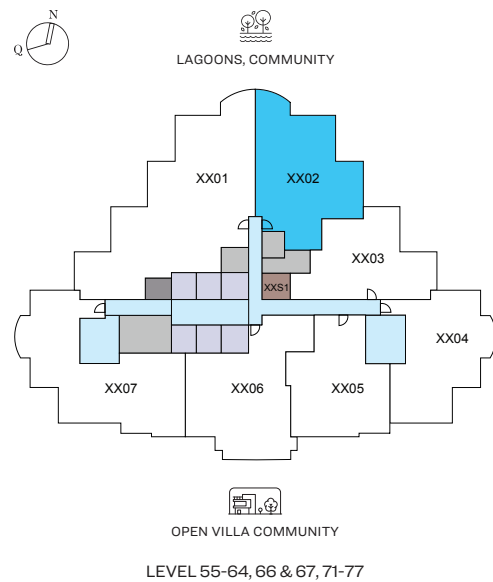 N
Q
LAGOONS, COMMUNITY
XX01
XX02
XX03
XXS1
XX04
XX07
XX06
XX05
OPEN VILLA COMMUNITY
LEVEL 55-64, 66 & 67, 71-77